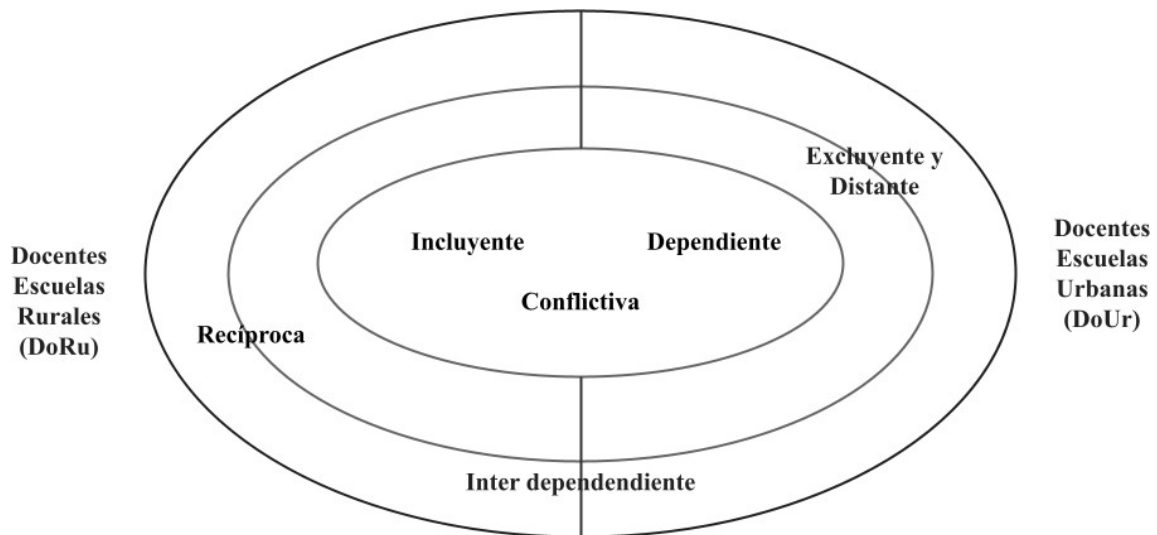 Excluyente y
Distante
Docentes
Escuelas
Rurales
(DoRu)
Incluyente
Dependiente
Conflictiva
Recíproca
Docentes
Escuelas
Urbanas
(DoUr)
Inter dependendiente